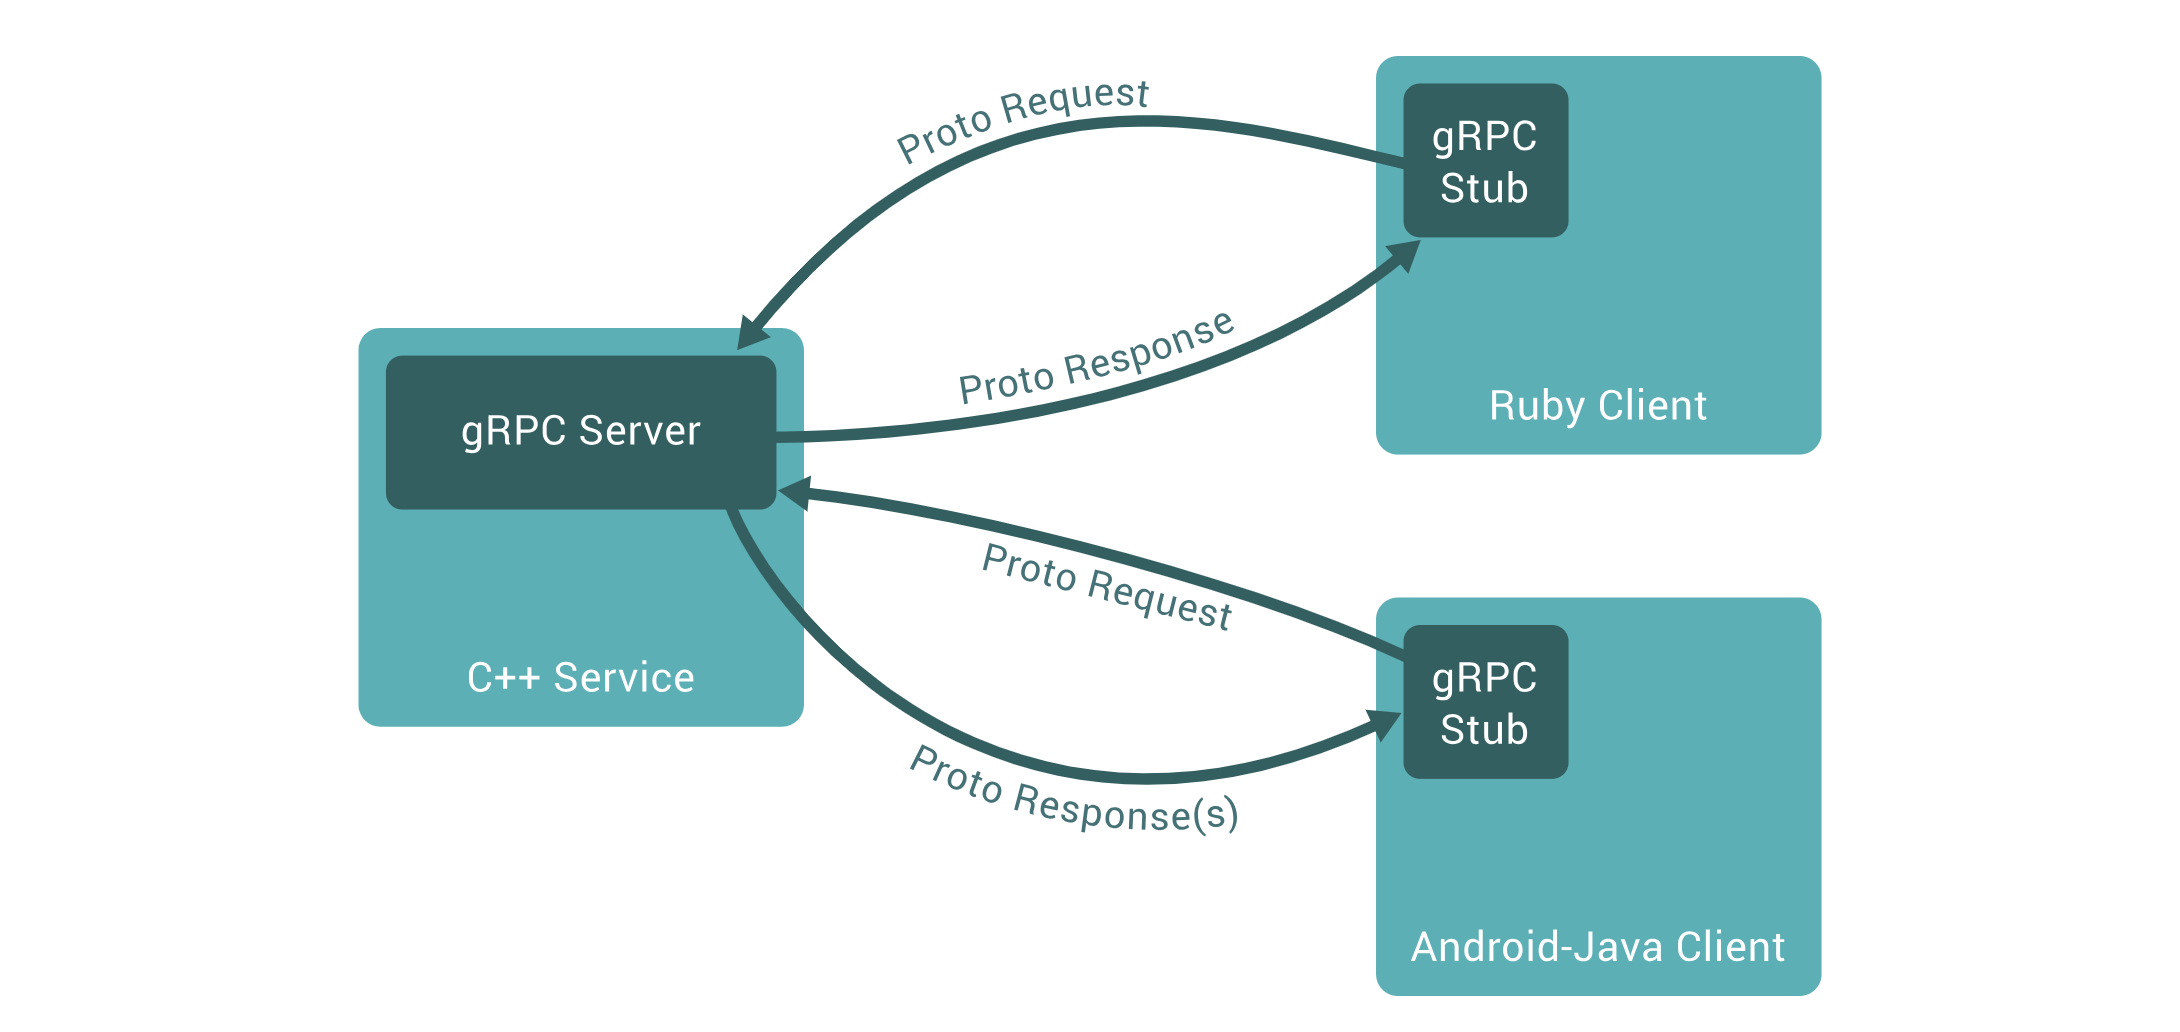 Proto Request
gRPC
Stub
Proto Response
Ruby Client
gRPC Server
C++ Service
Proto Request
gRPC
Stub
Proto Response(s)
Android-Java Client